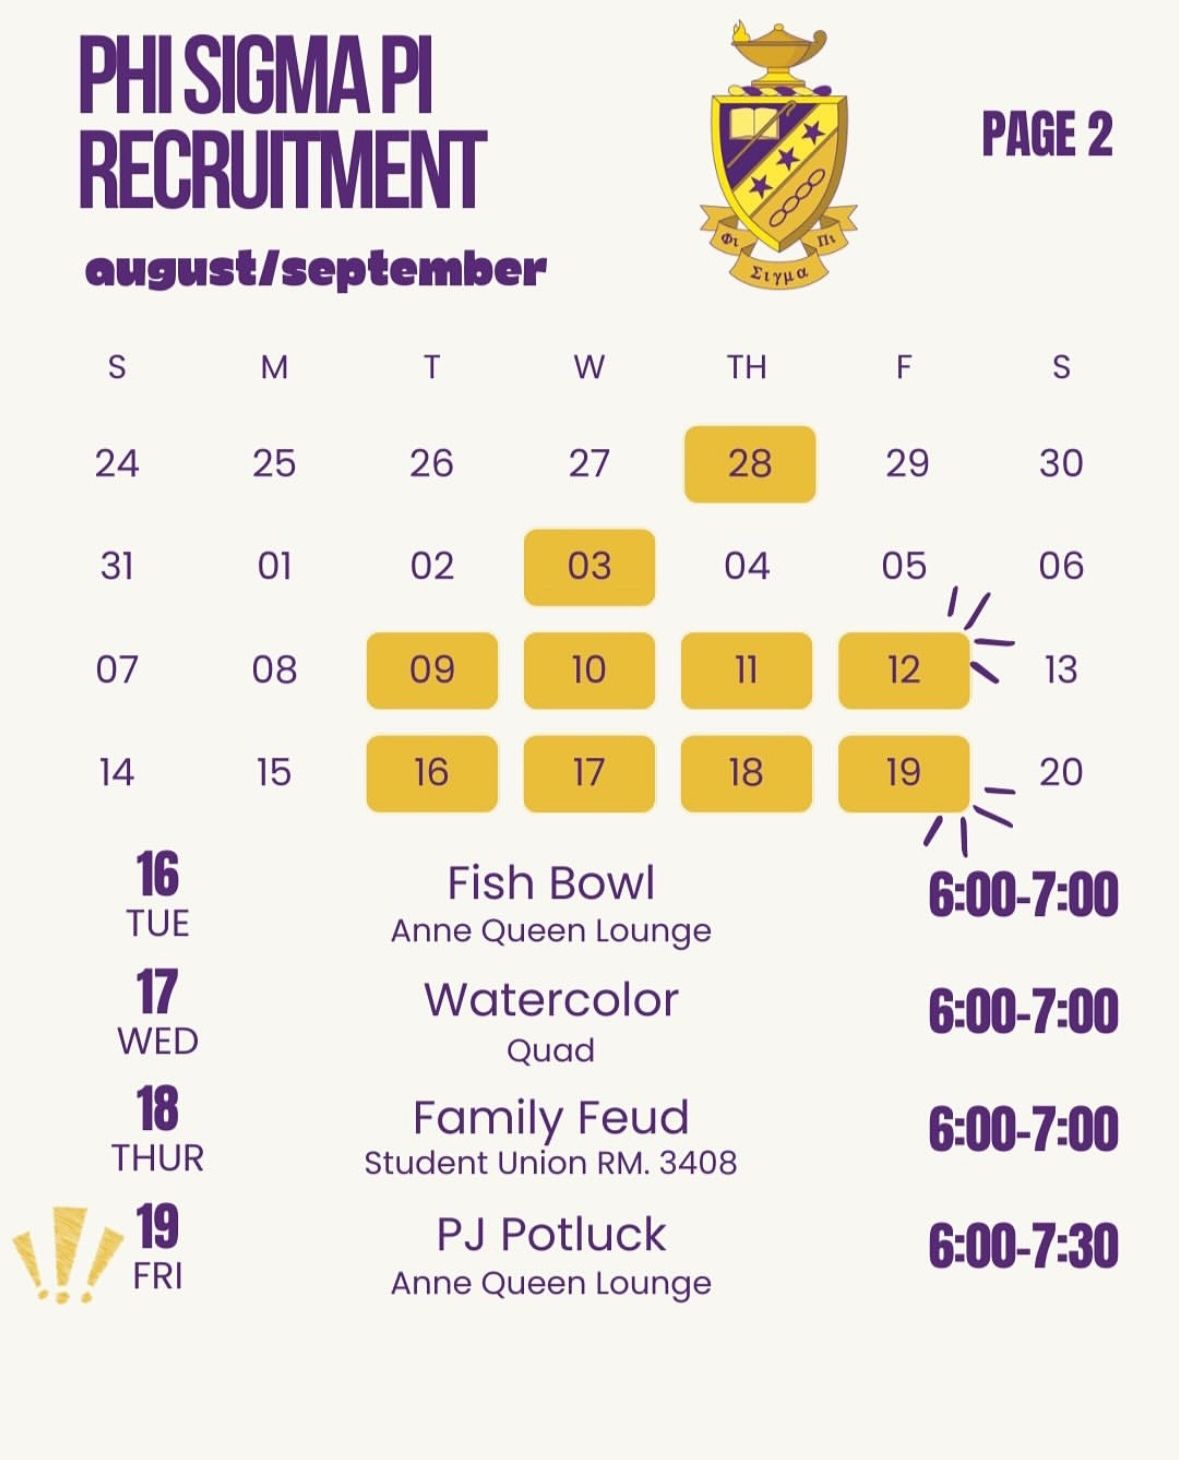 PHI SIGMA PI
RECRUITMENT
august/september
Φι
Σιγμα
Πι
PAGE 2
S M T W TH F S
24 25 26 27 28 29 30
31 01 02 03 04 05 06
07 08 09 10 11 12 13
14 15 16 17 18 19 20
16
TUE
Fish Bowl
Anne Queen Lounge
6:00-7:00
17
WED
Watercolor
Quad
6:00-7:00
18
THUR
Family Feud
Student Union RM. 3408
6:00-7:00
19
FRI
PJ Potluck
Anne Queen Lounge
6:00-7:30